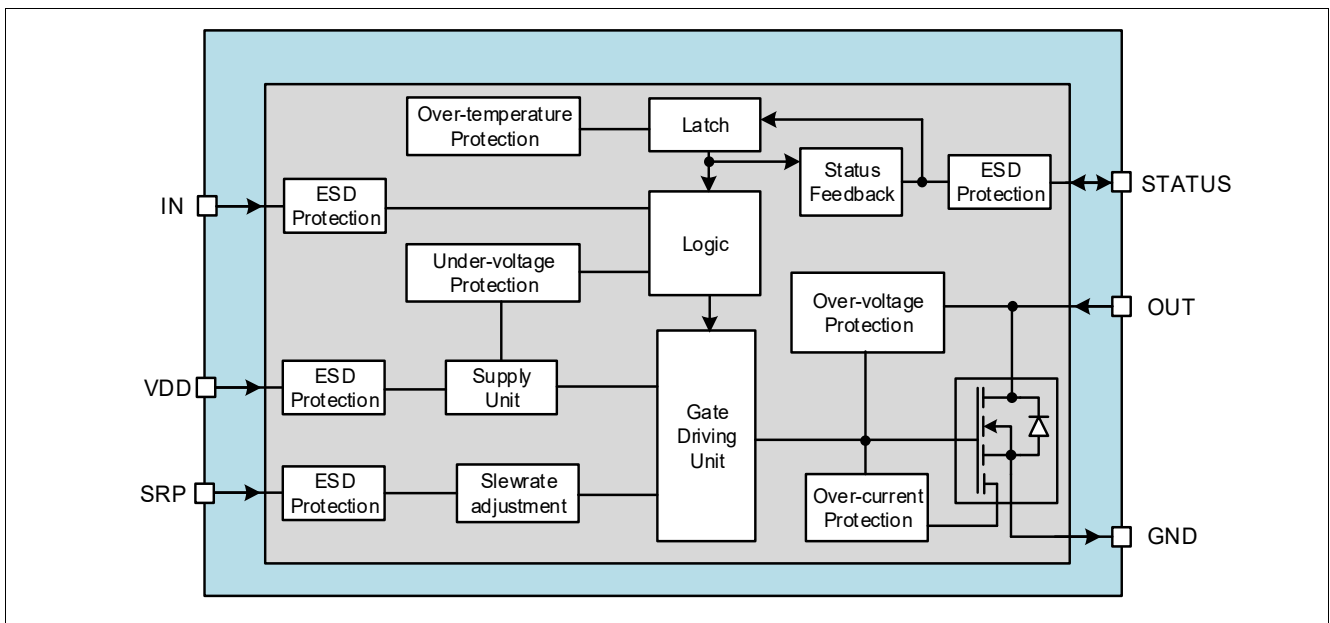 Over-temperature
Protection
Latch
Status
Feedback
ESD
Protection
STATUS
IN
ESD
Protection
Logic
Under-voltage
Protection
Over-voltage
Protection
OUT
VDD
ESD
Protection
Supply
Unit
Gate
Driving
Unit
SRP
ESD
Protection
Slewrate
adjustment
Over-current
Protection
GND